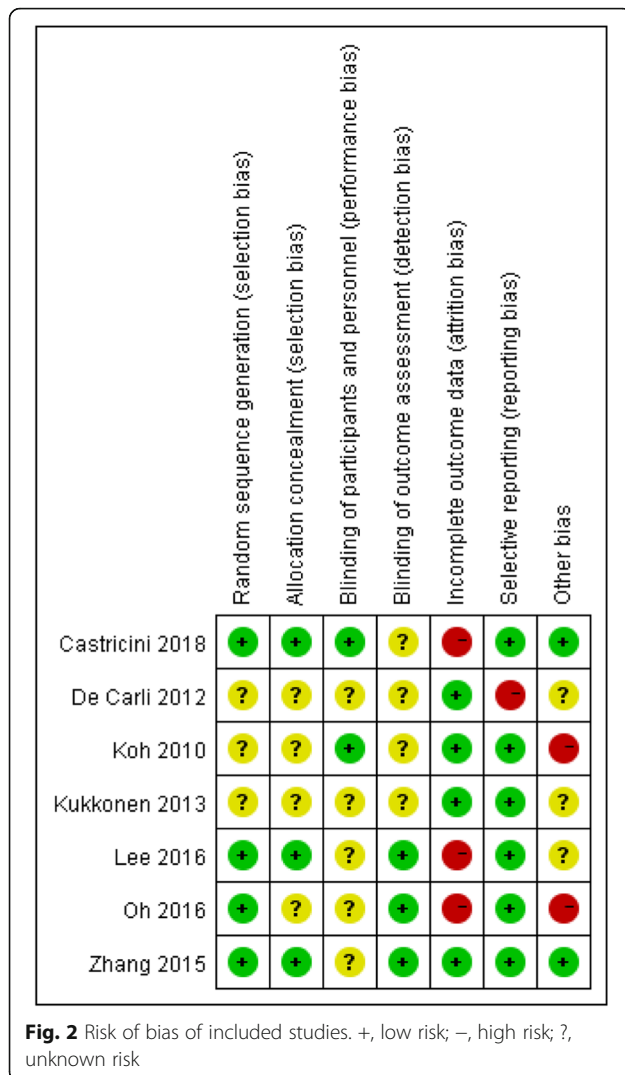 Random sequence generation (selection bias)
Allocation concealment (selection bias)
Blinding of participants and personnel (performance bias)
Blinding of outcome assessment (detection bias)
Incomplete outcome data (attrition bias)
Selective reporting (reporting bias)
Other bias
Castricini 2018 + + + ? - + +
De Carli 2012 ? ? ? ? + - ?
Koh 2010 ? ? + ? + + -
Kukkonen 2013 ? ? ? ? + + ?
Lee 2016 + + ? + - + ?
Oh 2016 + ? ? + - + -
Zhang 2015 + + ? + + + +
Fig. 2 Risk of bias of included studies. +, low risk; −, high risk; ?,
unknown risk